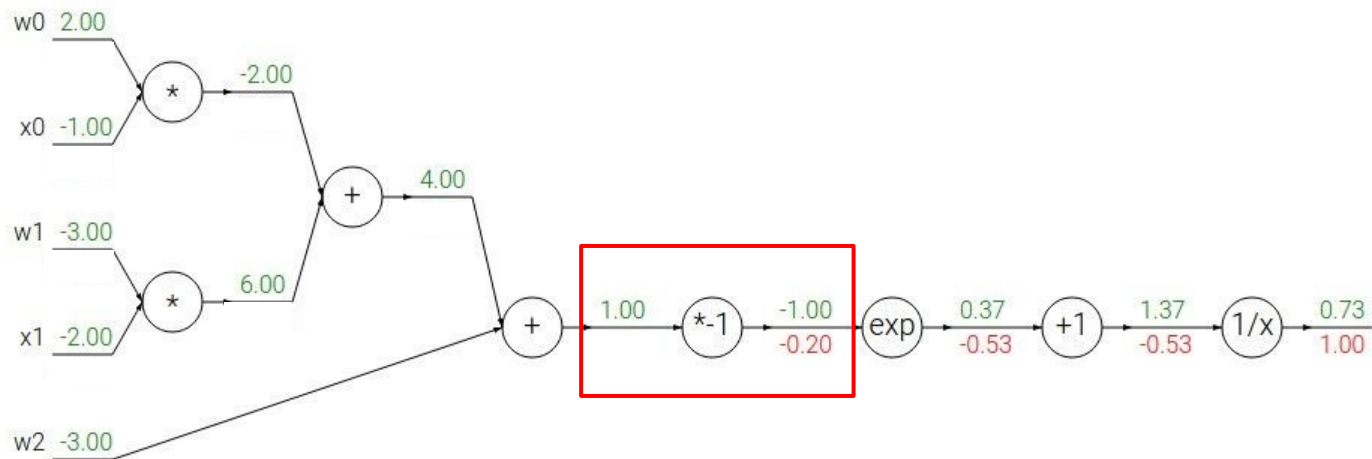 w0 2.00
* -2.00
x0 -1.00
+ 4.00
w1 -3.00
* 6.00
x1 -2.00
+ 1.00 *-1 -1.00 exp 0.37 +1 1.37 1/x 0.73
-0.20 -0.53 -0.53 1.00
w2 -3.00